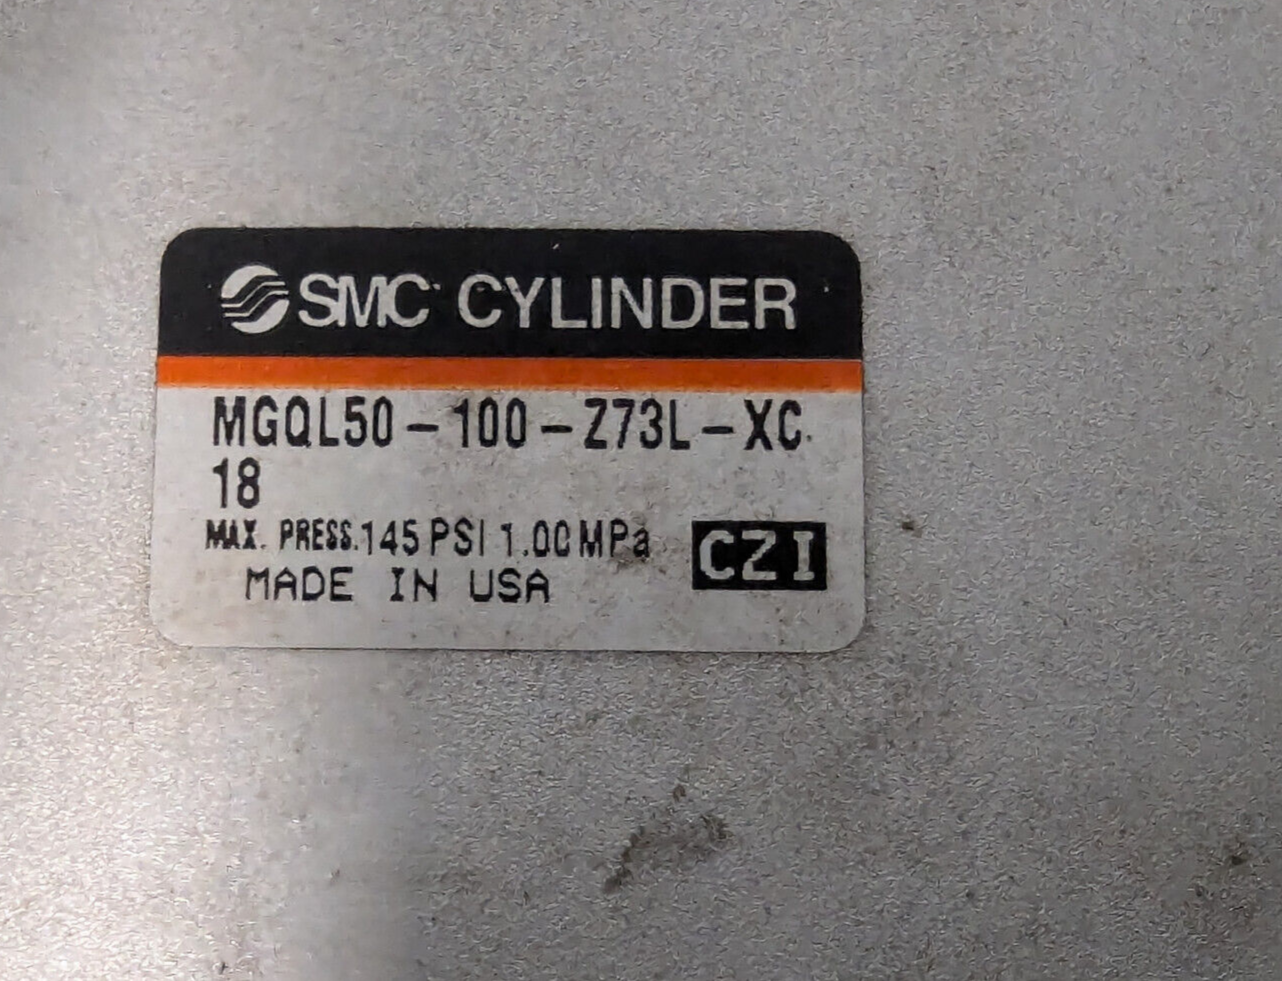 SMC CYLINDER
MGQL50-100-Z73L-XC
18
MAX. PRESS.145 PSI 1.00 MPa
CZI
MADE IN USA